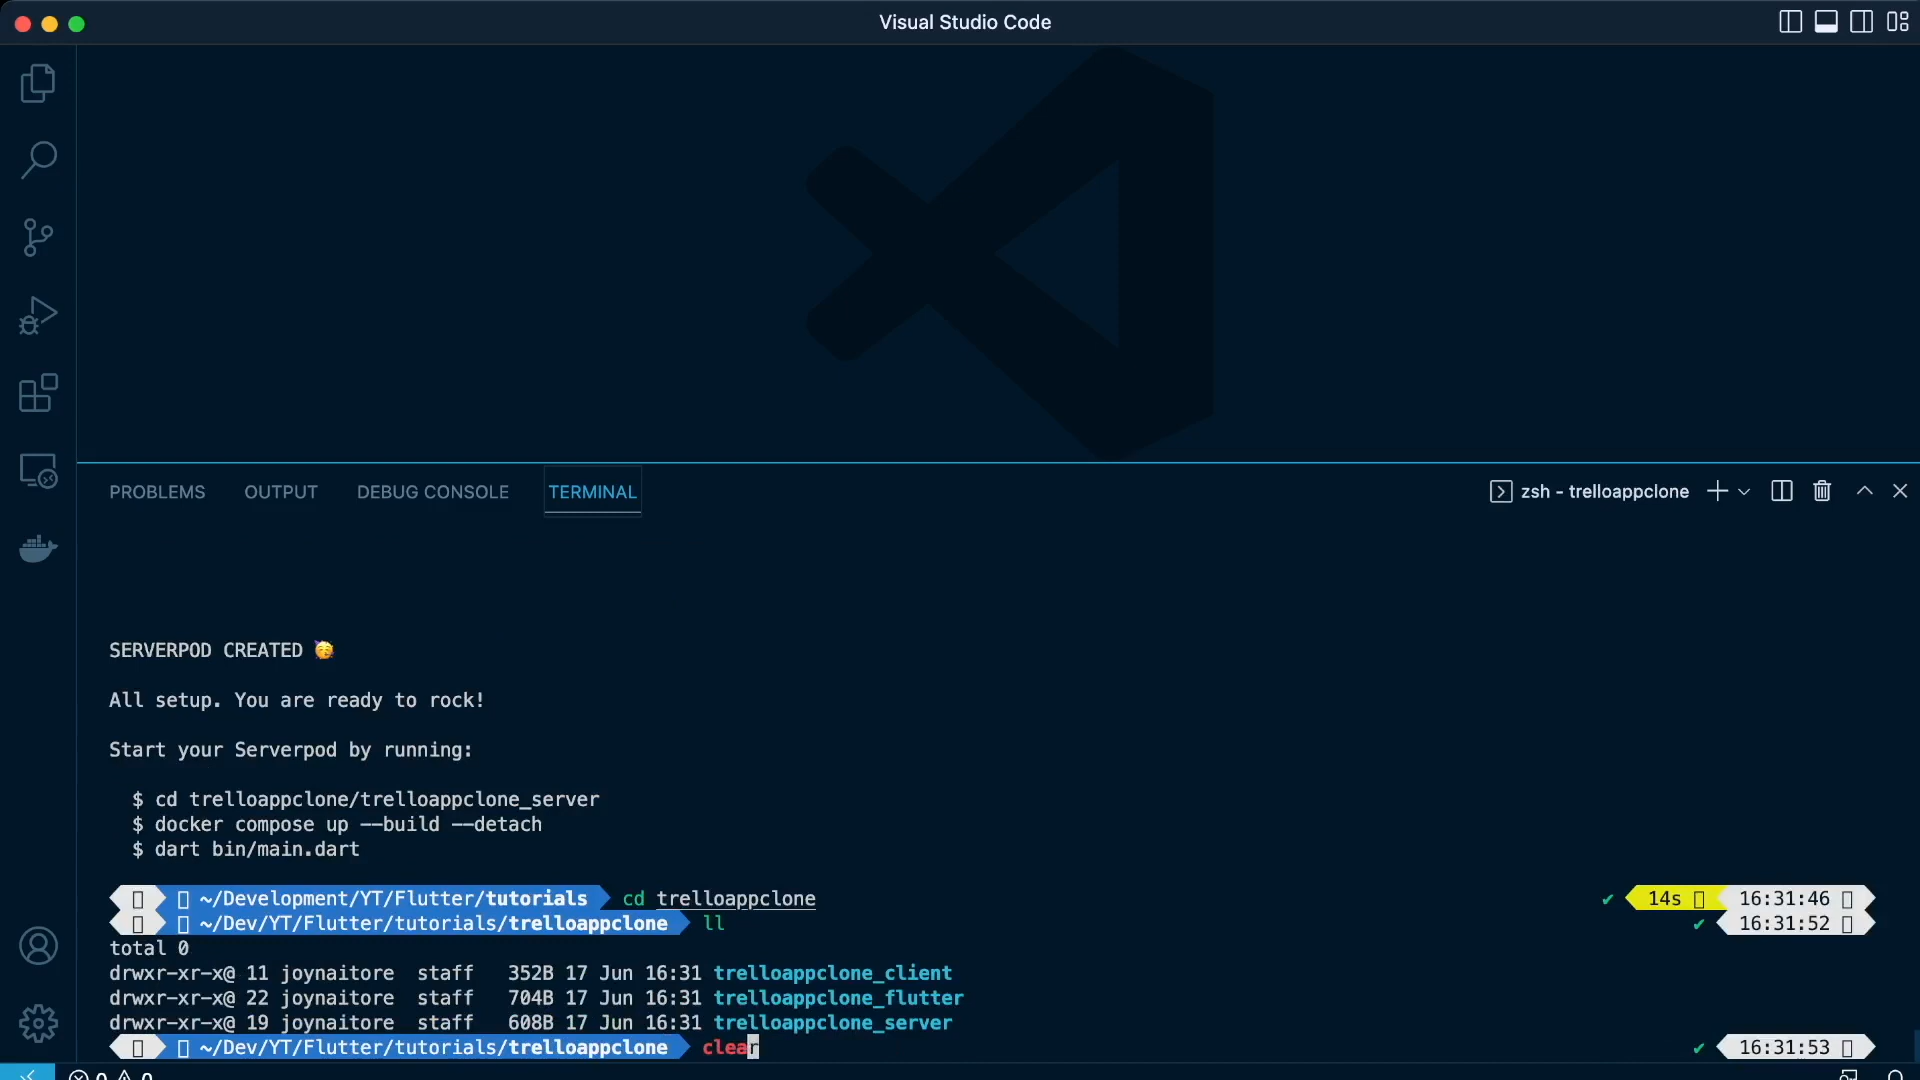 Visual Studio Code
PROBLEMS OUTPUT DEBUG CONSOLE TERMINAL zsh - trelloappclone
SERVERPOD CREATED 🥳
All setup. You are ready to rock!
Start your Serverpod by running:
$ cd trelloappclone/trelloappclone_server
$ docker compose up --build --detach
$ dart bin/main.dart
~/Development/YT/Flutter/tutorials cd trelloappclone ✔ 14s 16:31:46
~/Dev/YT/Flutter/tutorials/trelloappclone ll ✔ 16:31:52
total 0
drwxr-xr-x@ 11 joynaitore staff 352B 17 Jun 16:31 trelloappclone_client
drwxr-xr-x@ 22 joynaitore staff 704B 17 Jun 16:31 trelloappclone_flutter
drwxr-xr-x@ 19 joynaitore staff 608B 17 Jun 16:31 trelloappclone_server
~/Dev/YT/Flutter/tutorials/trelloappclone clear ✔ 16:31:53
0 0